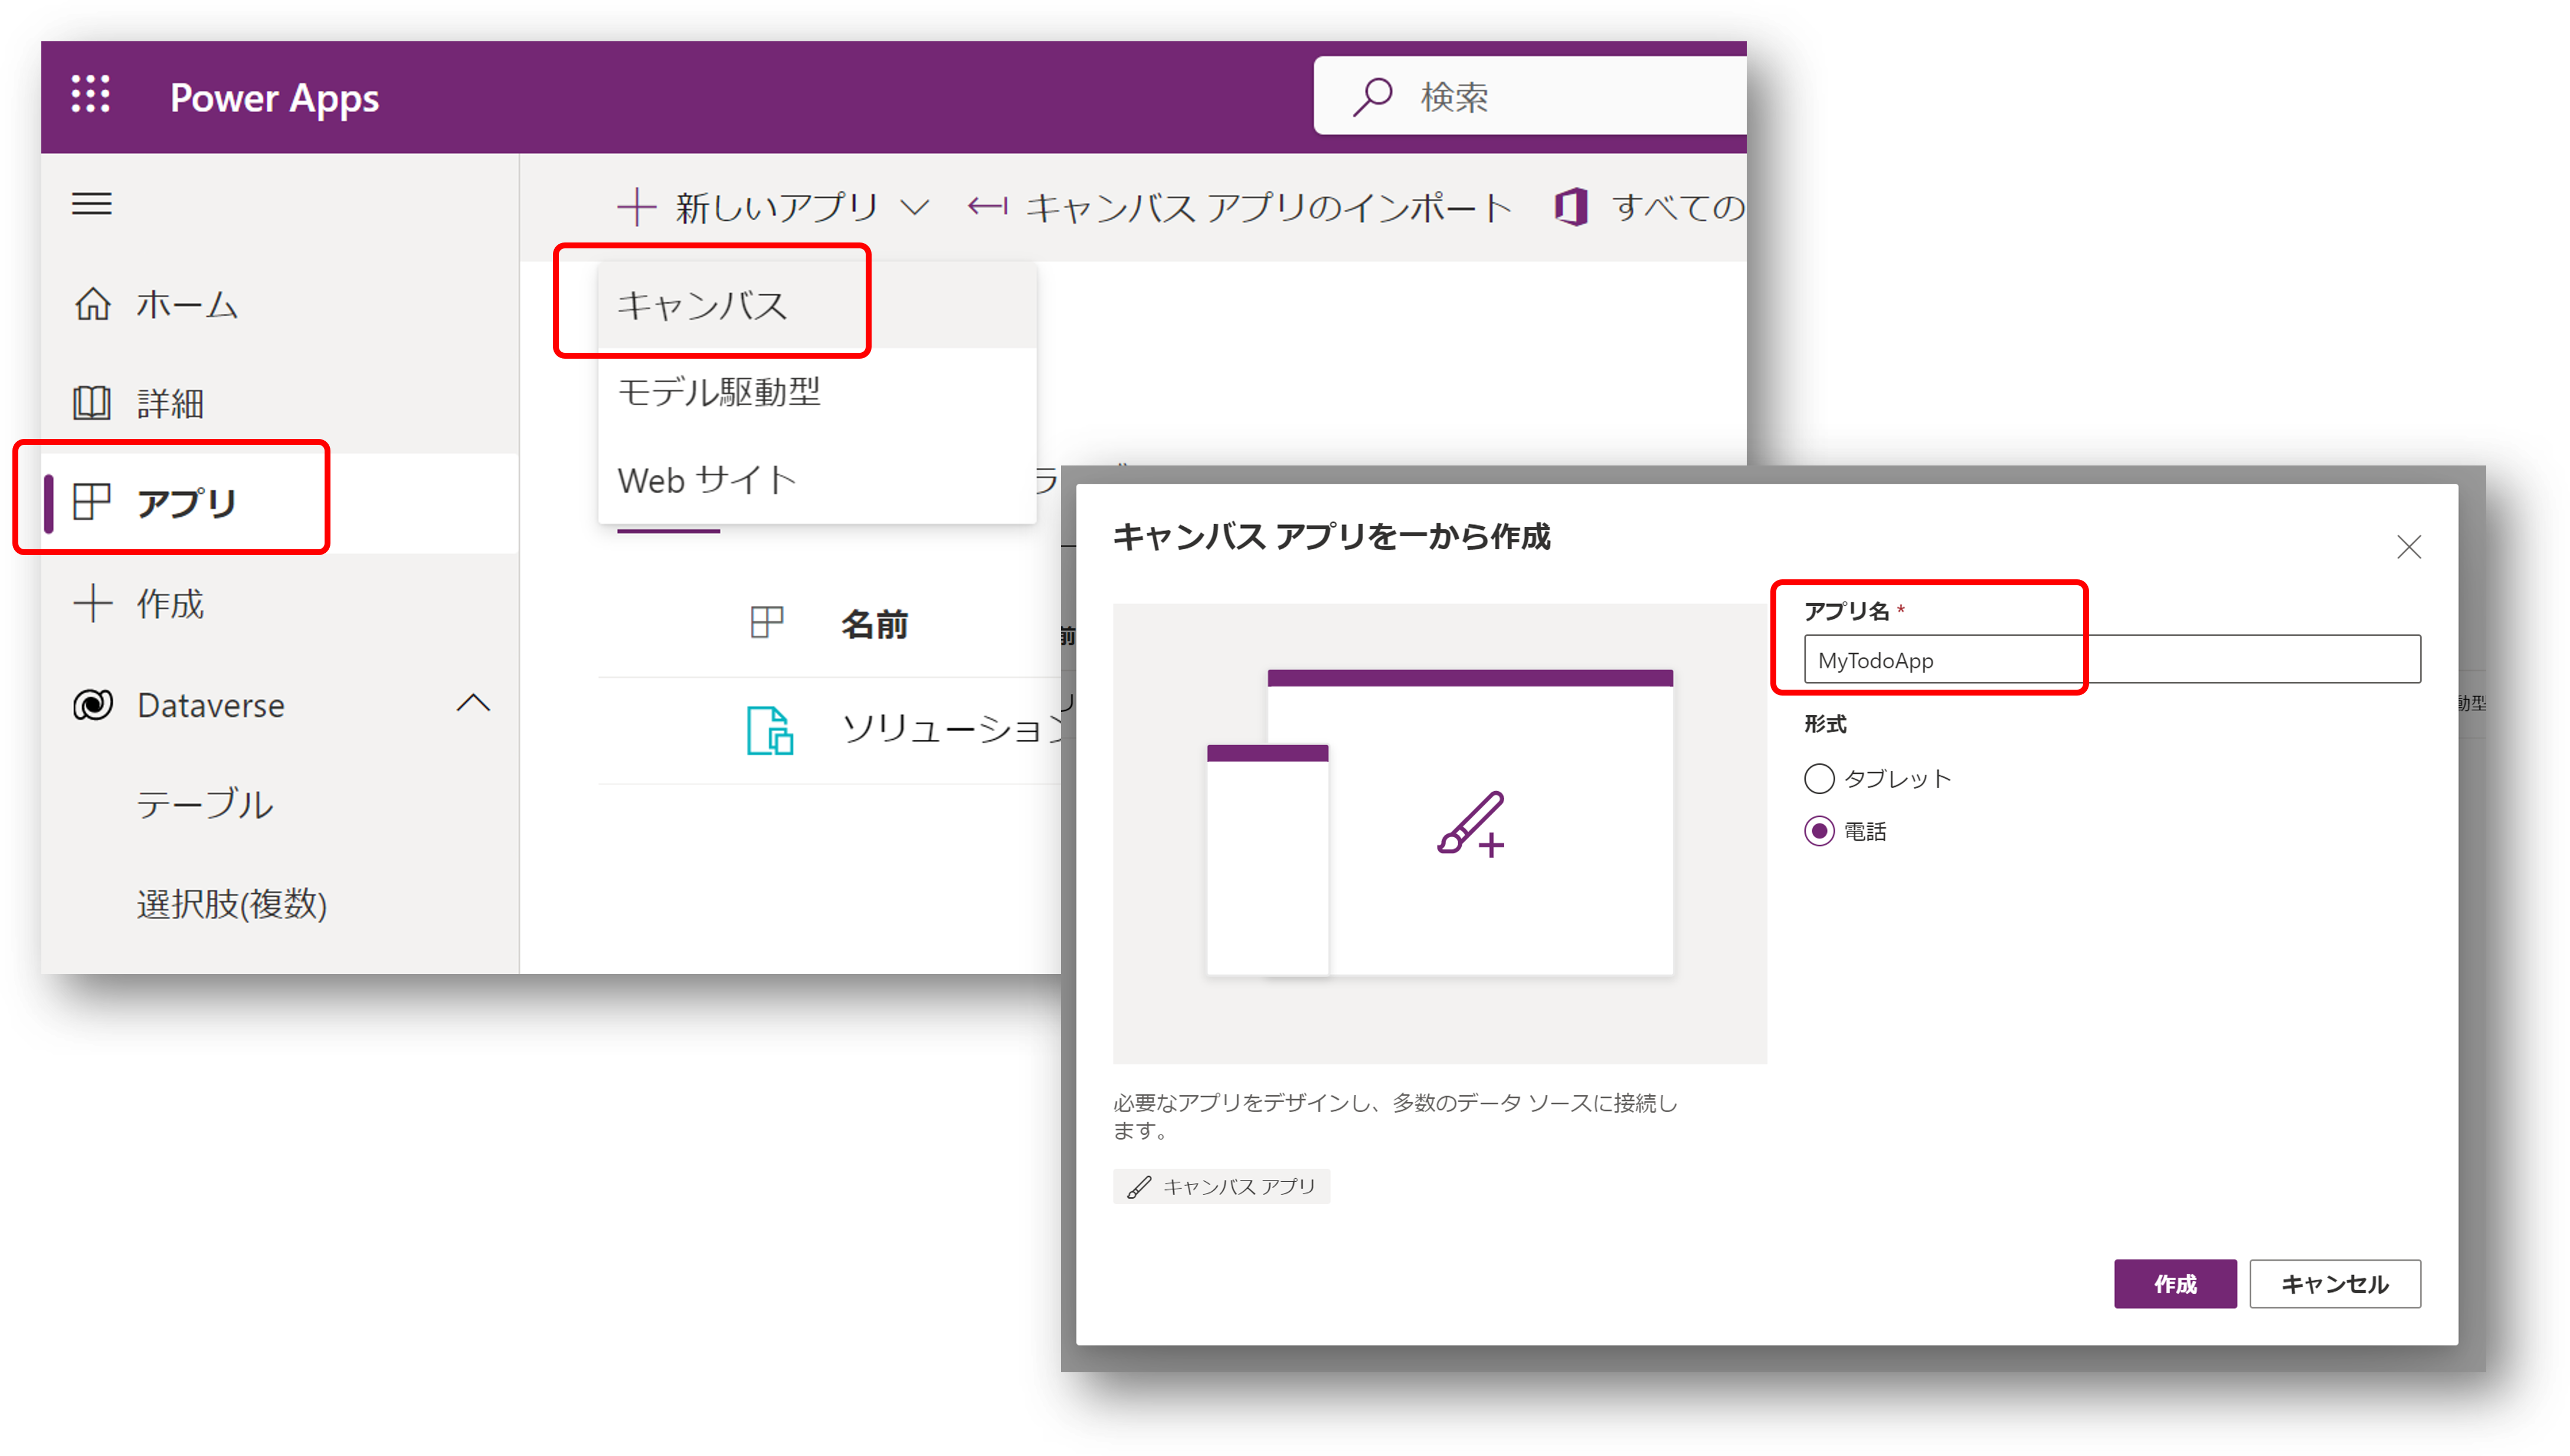 Power Apps
検索
新しいアプリ
キャンバス アプリのインポート
すべての
ホーム
詳細
アプリ
作成
Dataverse
テーブル
選択肢(複数)
キャンバス
モデル駆動型
Web サイト
名前
ソリューション
キャンバス アプリを一から作成
アプリ名 *
MyTodoApp
形式
タブレット
電話
必要なアプリをデザインし、多数のデータ ソースに接続し
ます。
キャンバス アプリ
作成
キャンセル
動型